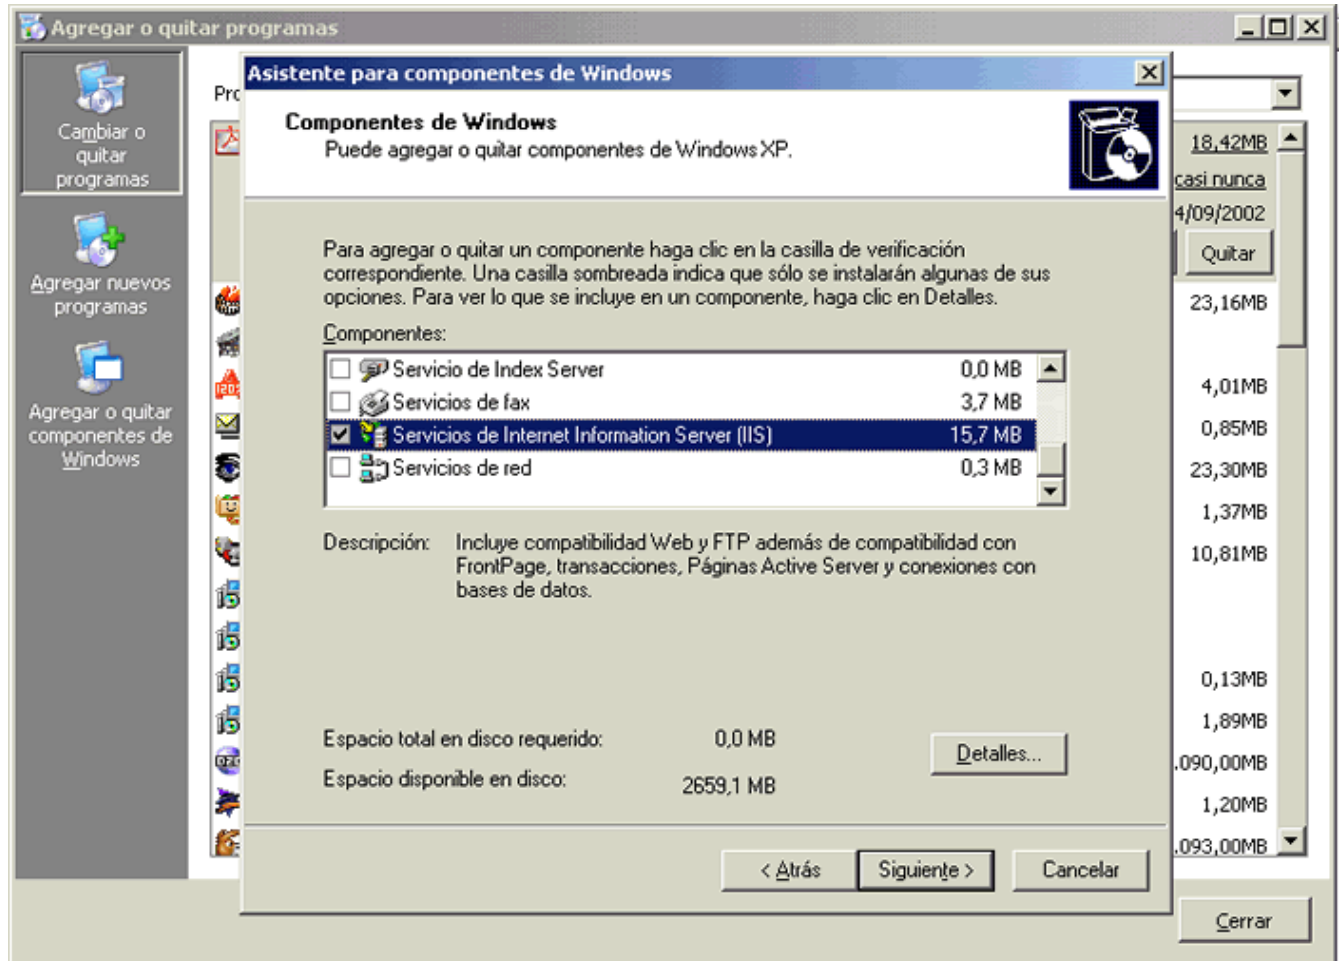 Agregar o quitar programas
Cambiar o
quitar
programas
Agregar nuevos
programas
Agregar o quitar
componentes de
Windows
Asistente para componentes de Windows
Componentes de Windows
Puede agregar o quitar componentes de Windows XP.
Para agregar o quitar un componente haga clic en la casilla de verificación
correspondiente. Una casilla sombreada indica que sólo se instalarán algunas de sus
opciones. Para ver lo que se incluye en un componente, haga clic en Detalles.
Componentes:
Servicio de Index Server 0,0 MB
Servicios de fax 3,7 MB
Servicios de Internet Information Server (IIS) 15,7 MB
Servicios de red 0,3 MB
Descripción: Incluye compatibilidad Web y FTP además de compatibilidad con
FrontPage, transacciones, Páginas Active Server y conexiones con
bases de datos.
Espacio total en disco requerido: 0,0 MB
Espacio disponible en disco: 2659,1 MB
Detalles...
< Atrás
Siguiente >
Cancelar
18,42MB
casi nunca
4/09/2002
Quitar
23,16MB
4,01MB
0,85MB
23,30MB
1,37MB
10,81MB
0,13MB
1,89MB
.090,00MB
1,20MB
.093,00MB
Cerrar